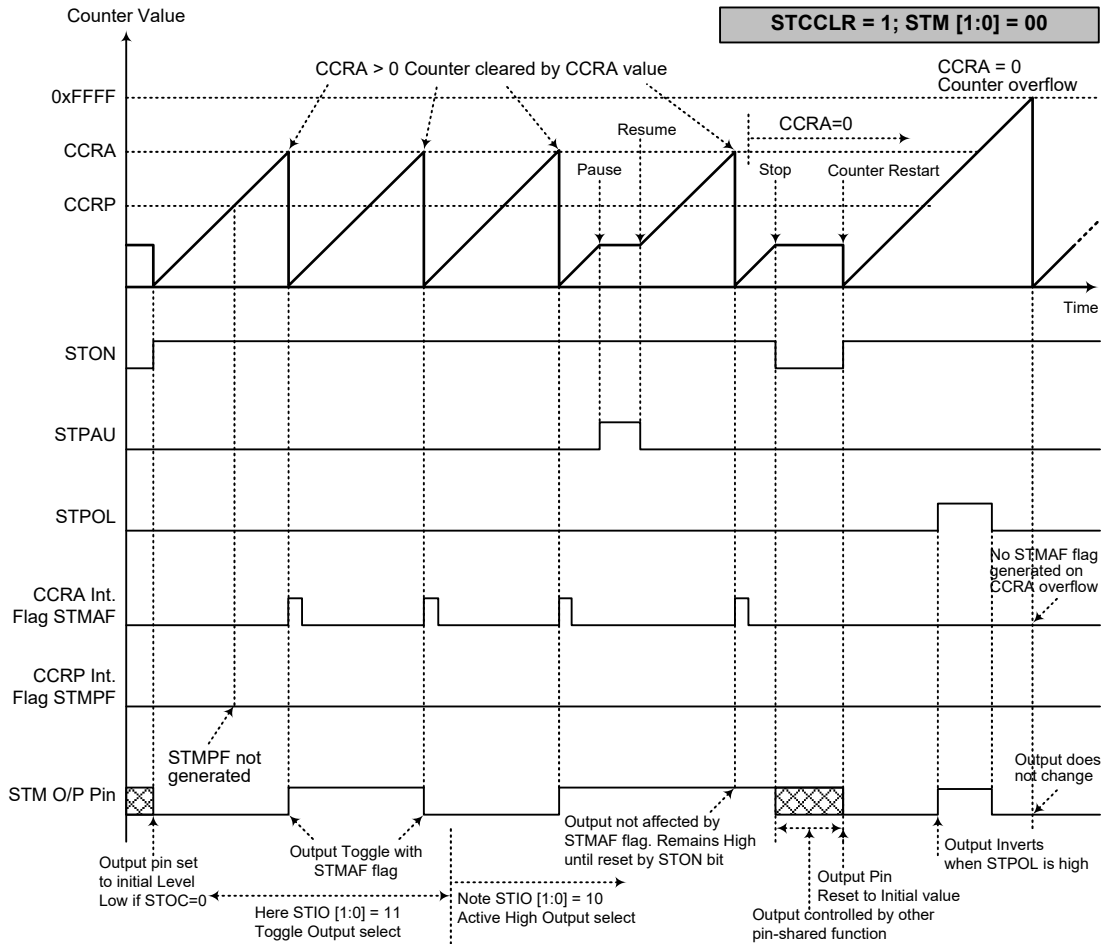 Counter Value
STCCLR = 1; STM [1:0] = 00
CCRA > 0 Counter cleared by CCRA value
CCRA = 0
Counter overflow
0xFFFF
CCRA=0
Resume
CCRA
Pause
Stop
Counter Restart
CCRP
Time
STON
STPAU
STPOL
No STMAF flag
generated on
CCRA overflow
CCRA Int.
Flag STMAF
CCRP Int.
Flag STMPF
STMPF not
generated
Output does
not change
STM O/P Pin
Output pin set
to initial Level
Low if STOC=0
Output Toggle with
STMAF flag
Here STIO [1:0] = 11
Toggle Output select
Output not affected by
STMAF flag. Remains High
until reset by STON bit
Note STIO [1:0] = 10
Active High Output select
Output Inverts
when STPOL is high
Output Pin
Reset to Initial value
Output controlled by other
pin-shared function